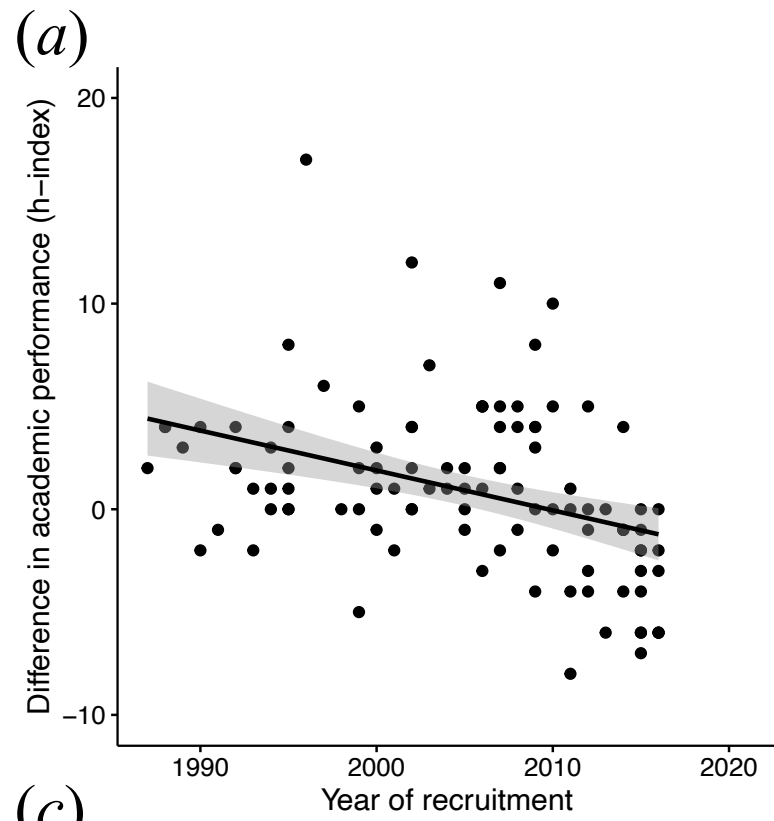 (a)
Difference in academic performance (h−index)
20
10
0
−10
1990 2000 2010 2020
Year of recruitment
(c)